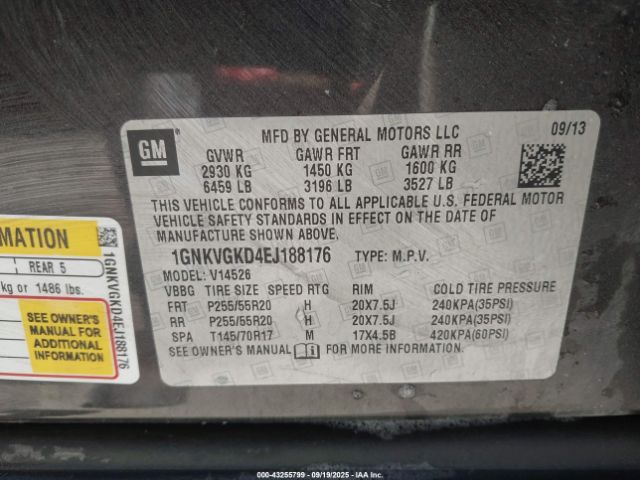 GM
MFD BY GENERAL MOTORS LLC 09/13
GVWR GAWR FRT GAWR RR
2930 KG 1450 KG 1600 KG
6459 LB 3196 LB 3527 LB
THIS VEHICLE CONFORMS TO ALL APPLICABLE U.S. FEDERAL MOTOR
VEHICLE SAFETY STANDARDS IN EFFECT ON THE DATE OF
MANUFACTURE SHOWN ABOVE.
1GNKVGKD4EJ188176 TYPE: M.P.V.
MODEL: V14526
VBBG TIRE SIZE SPEED RTG RIM COLD TIRE PRESSURE
FRT P255/55R20 H 20X7.5J 240KPA(35PSI)
RR P255/55R20 H 20X7.5J 240KPA(35PSI)
SPA T145/70R17 M 17X4.5B 420KPA(60PSI)
SEE OWNER'S MANUAL FOR MORE INFORMATION
MATION
REAR 5
kg or 1486 lbs.
SEE OWNER'S
MANUAL FOR
ADDITIONAL
INFORMATION
1GNKVGKD4EJ188176
000-43255799 - 09/19/2025 - IAAI.COM